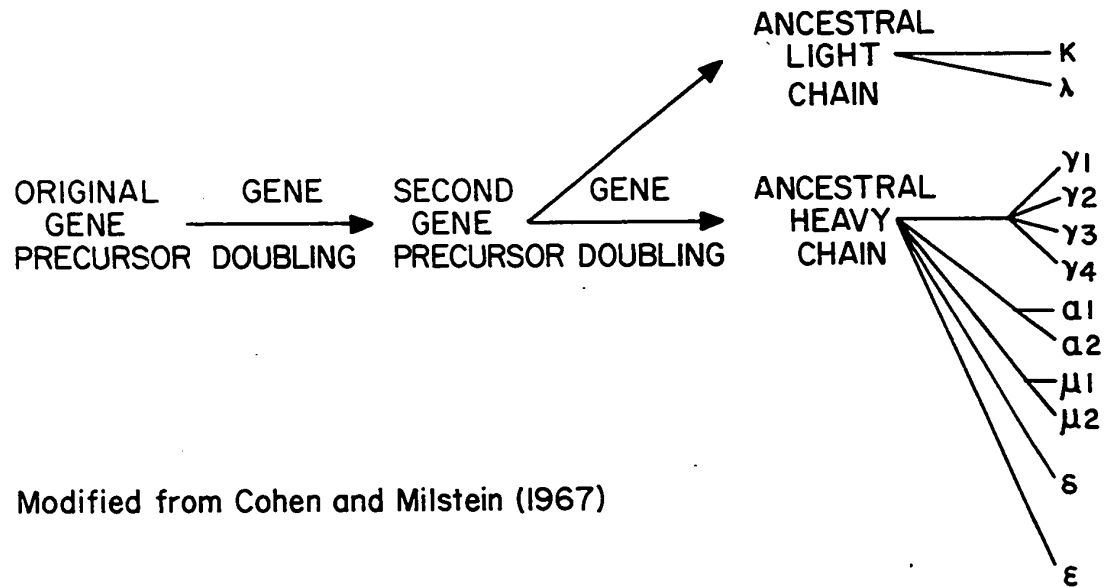 ANCESTRAL
LIGHT
CHAIN
K
λ
ORIGINAL
GENE
PRECURSOR
GENE
DOUBLING
SECOND
GENE
PRECURSOR
GENE
DOUBLING
ANCESTRAL
HEAVY
CHAIN
γ1
γ2
γ3
γ4
α1
α2
μ1
μ2
δ
ε
Modified from Cohen and Milstein (1967)